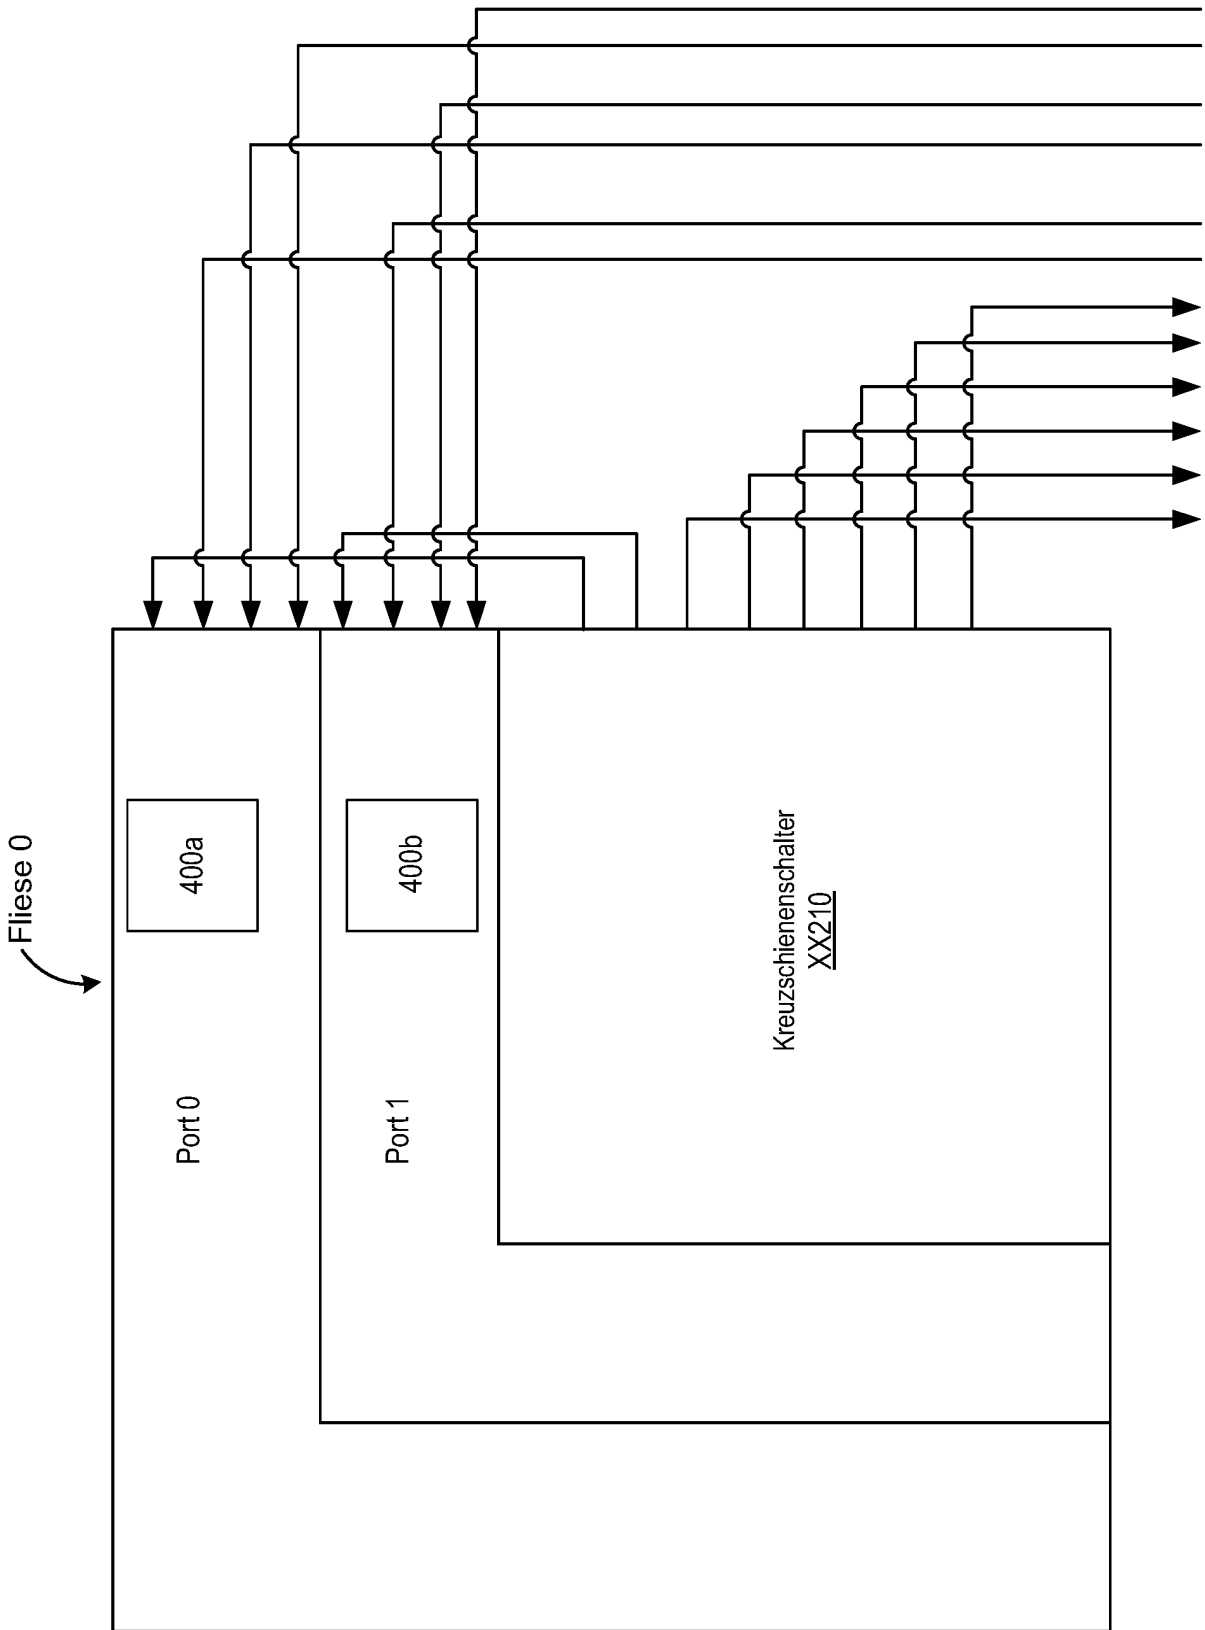 Fliese 0
Port 0
400a
Port 1
400b
Kreuzschienenschalter
XX210